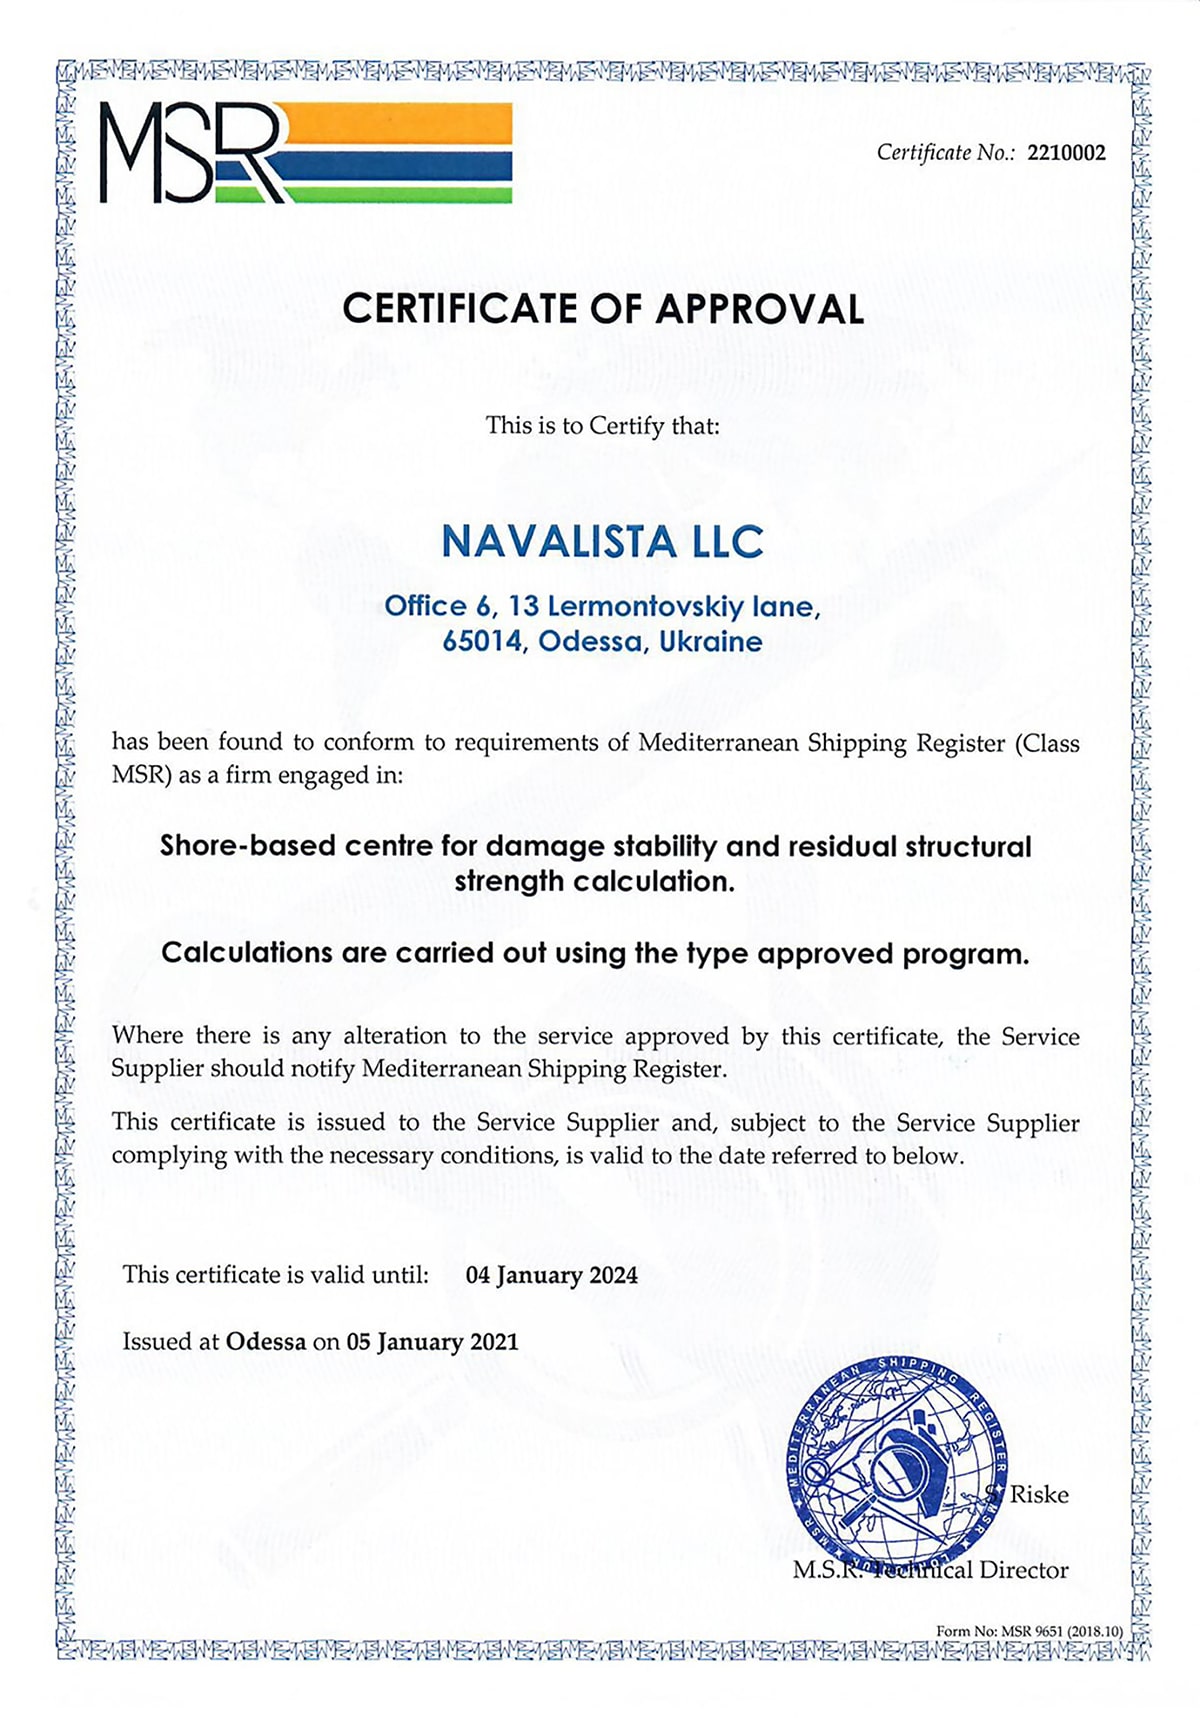 MSR
Certificate No.: 2210002
CERTIFICATE OF APPROVAL
This is to Certify that:
NAVALISTA LLC
Office 6, 13 Lermontovskiy lane,
65014, Odessa, Ukraine
has been found to conform to requirements of Mediterranean Shipping Register (Class
MSR) as a firm engaged in:
Shore-based centre for damage stability and residual structural
strength calculation.
Calculations are carried out using the type approved program.
Where there is any alteration to the service approved by this certificate, the Service
Supplier should notify Mediterranean Shipping Register.
This certificate is issued to the Service Supplier and, subject to the Service Supplier
complying with the necessary conditions, is valid to the date referred to below.
This certificate is valid until: 04 January 2024
Issued at Odessa on 05 January 2021
MEDITERRANEAN SHIPPING REGISTER
MSR MSR
S. Riske
M.S.R. Technical Director
Form No: MSR 9651 (2018.10)